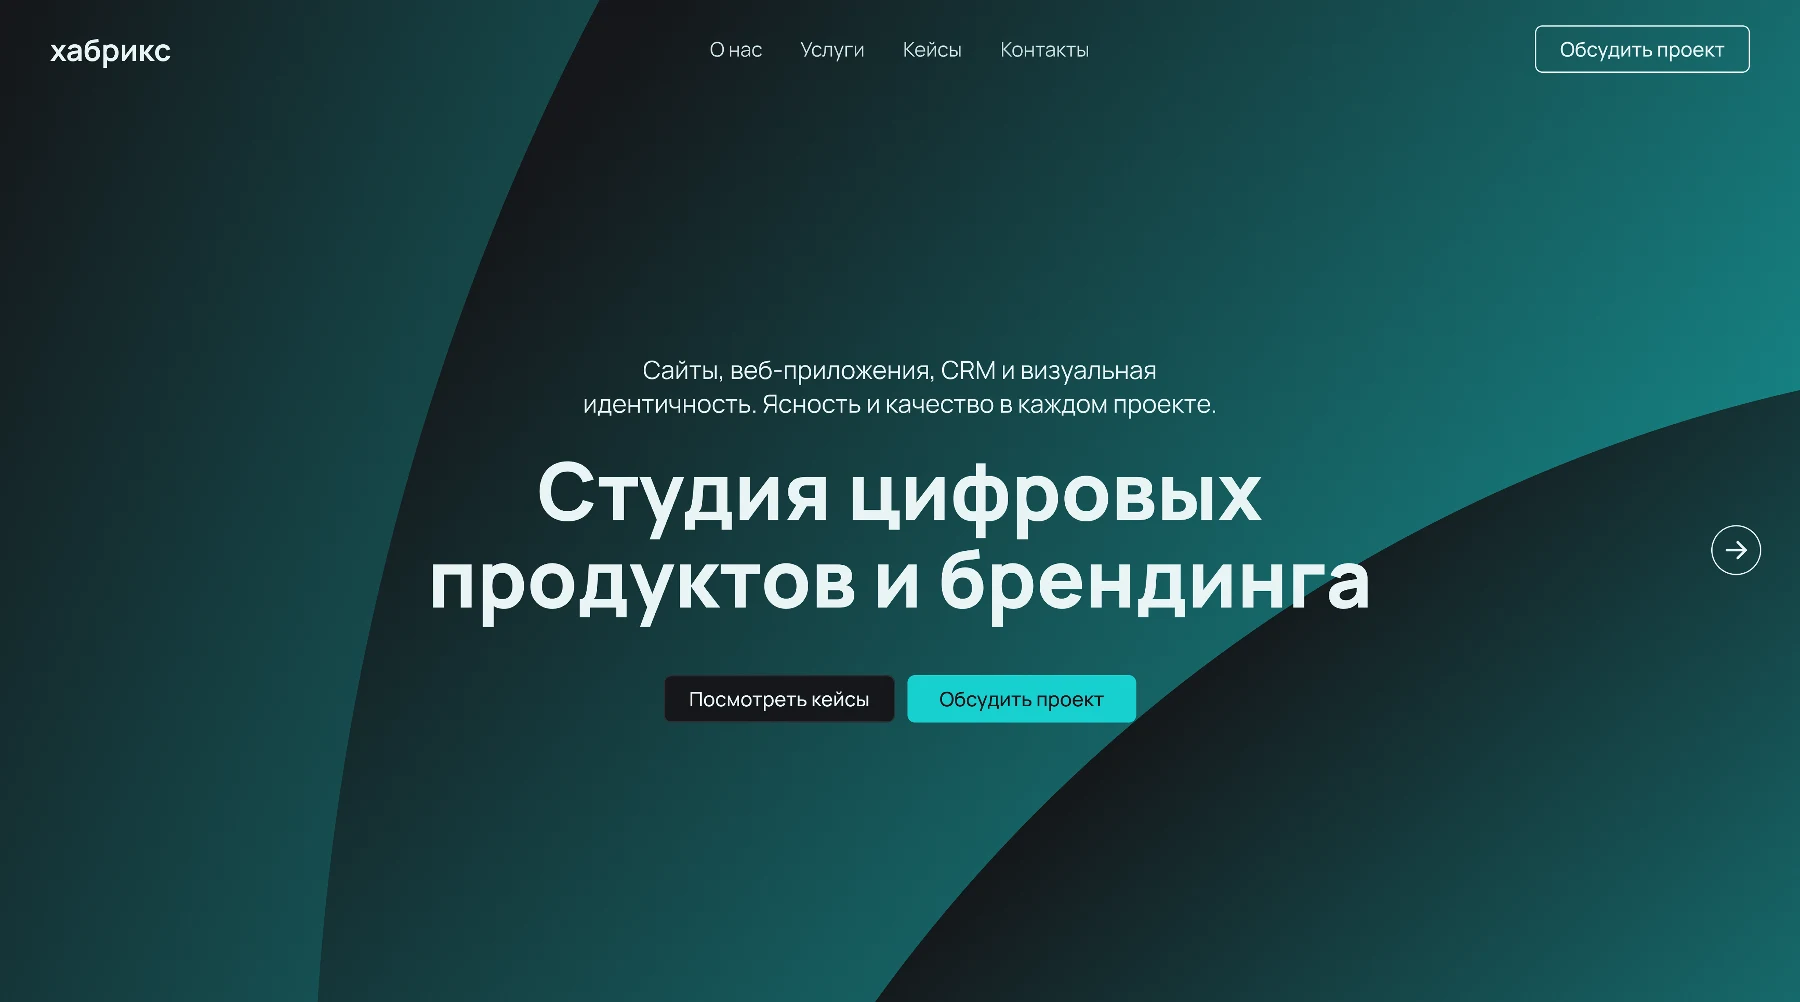 хабрикс
О нас
Услуги
Кейсы
Контакты
Обсудить проект
Сайты, веб-приложения, CRM и визуальная
идентичность. Ясность и качество в каждом проекте.
Студия цифровых
продуктов и брендинга
Посмотреть кейсы
Обсудить проект